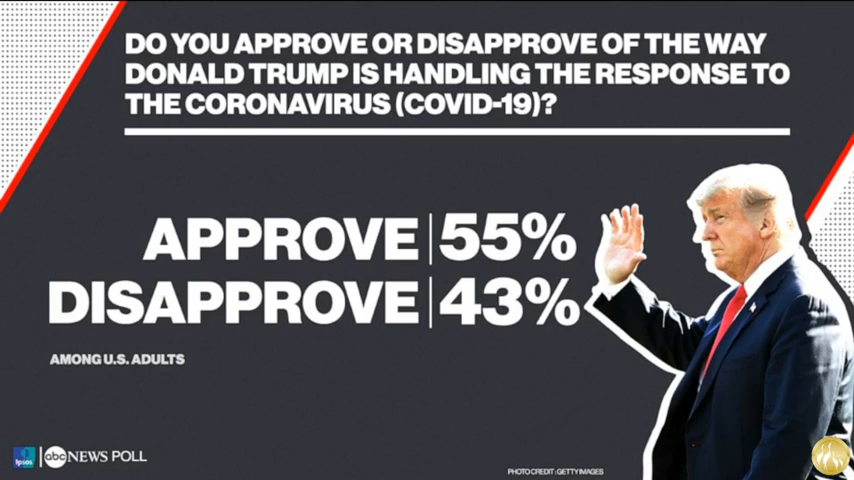 DO YOU APPROVE OR DISAPPROVE OF THE WAY
DONALD TRUMP IS HANDLING THE RESPONSE TO
THE CORONAVIRUS (COVID-19)?
APPROVE | 55%
DISAPPROVE | 43%
AMONG U.S. ADULTS
Ipsos | abc NEWS POLL
PHOTO CREDIT: GETTY IMAGES